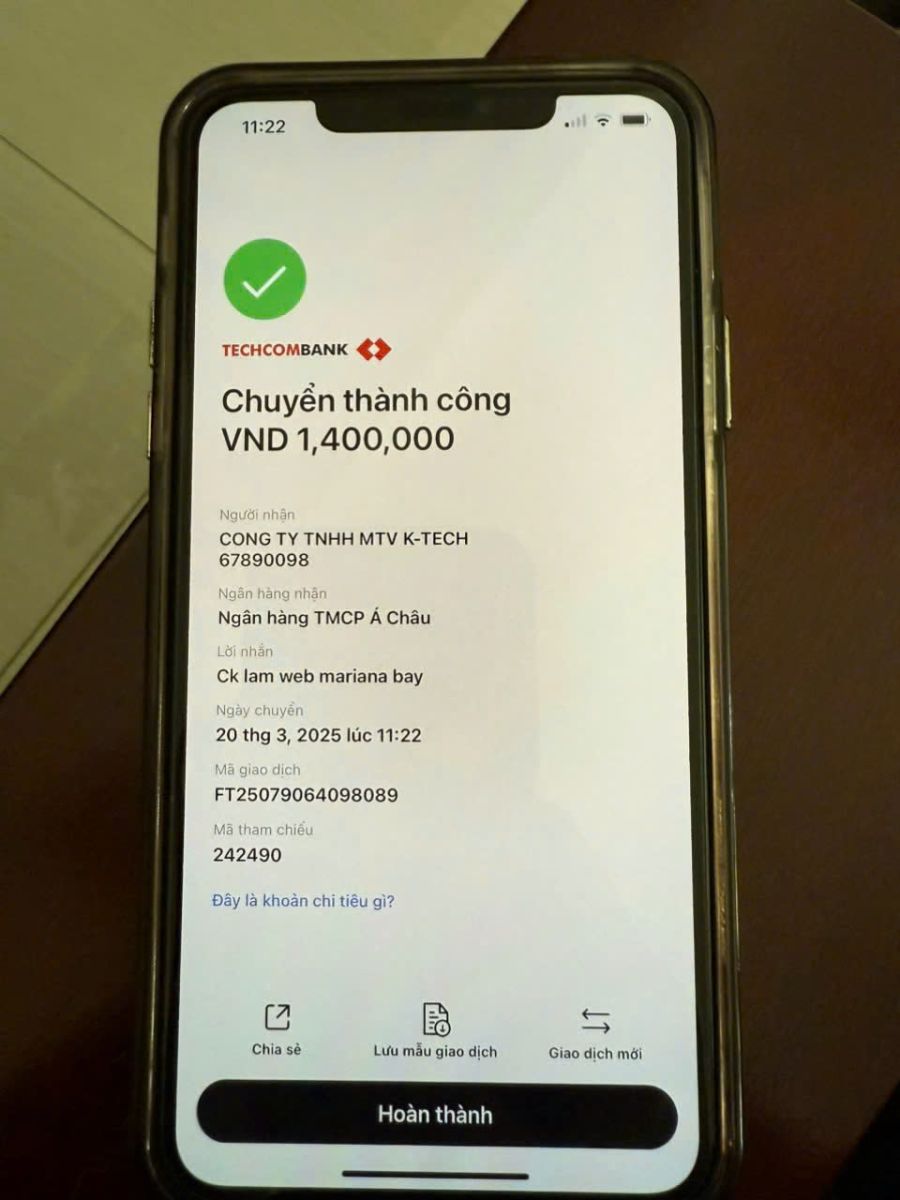 11:22
TECHCOMBANK
Chuyển thành công
VND 1,400,000
Người nhận
CONG TY TNHH MTV K-TECH
67890098
Ngân hàng nhận
Ngân hàng TMCP Á Châu
Lời nhắn
Ck lam web mariana bay
Ngày chuyển
20 thg 3, 2025 lúc 11:22
Mã giao dịch
FT25079064098089
Mã tham chiếu
242490
Đây là khoản chi tiêu gì?
Chia sẻ
Lưu mẫu giao dịch
Giao dịch mới
Hoàn thành